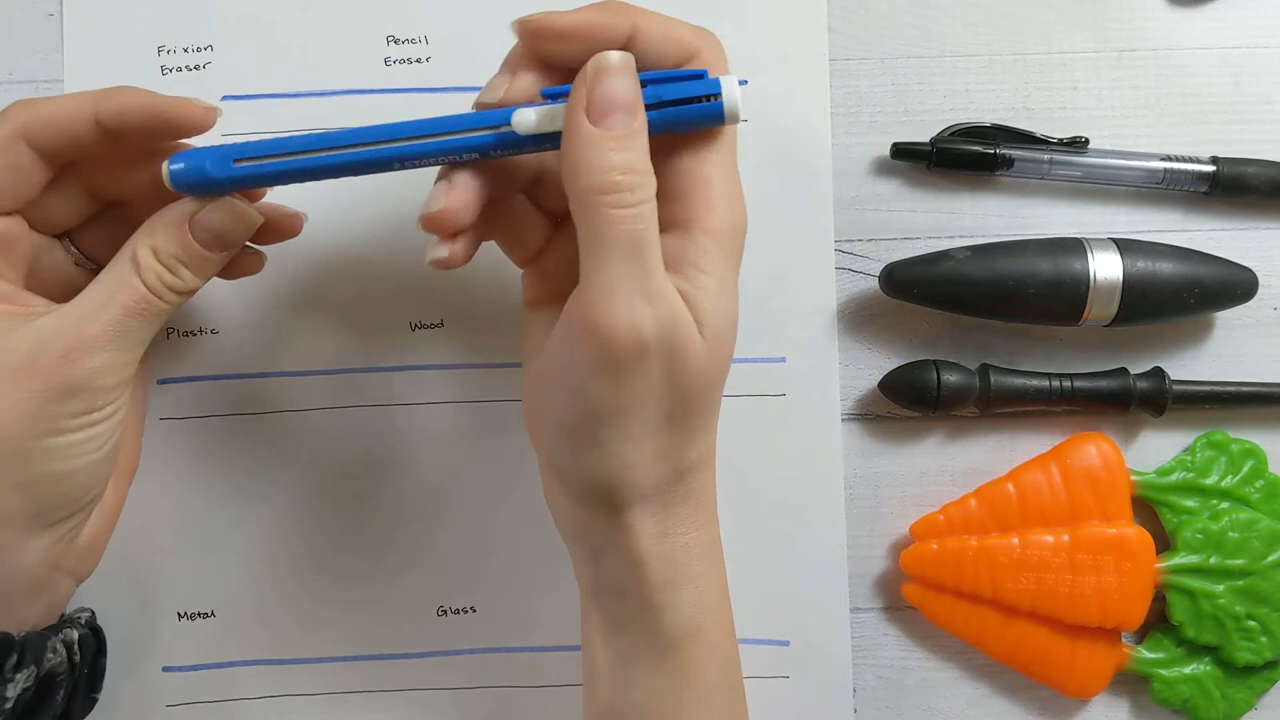 Frixion
Eraser
Pencil
Eraser
STAEDTLER
Plastic
Wood
Metal
Glass